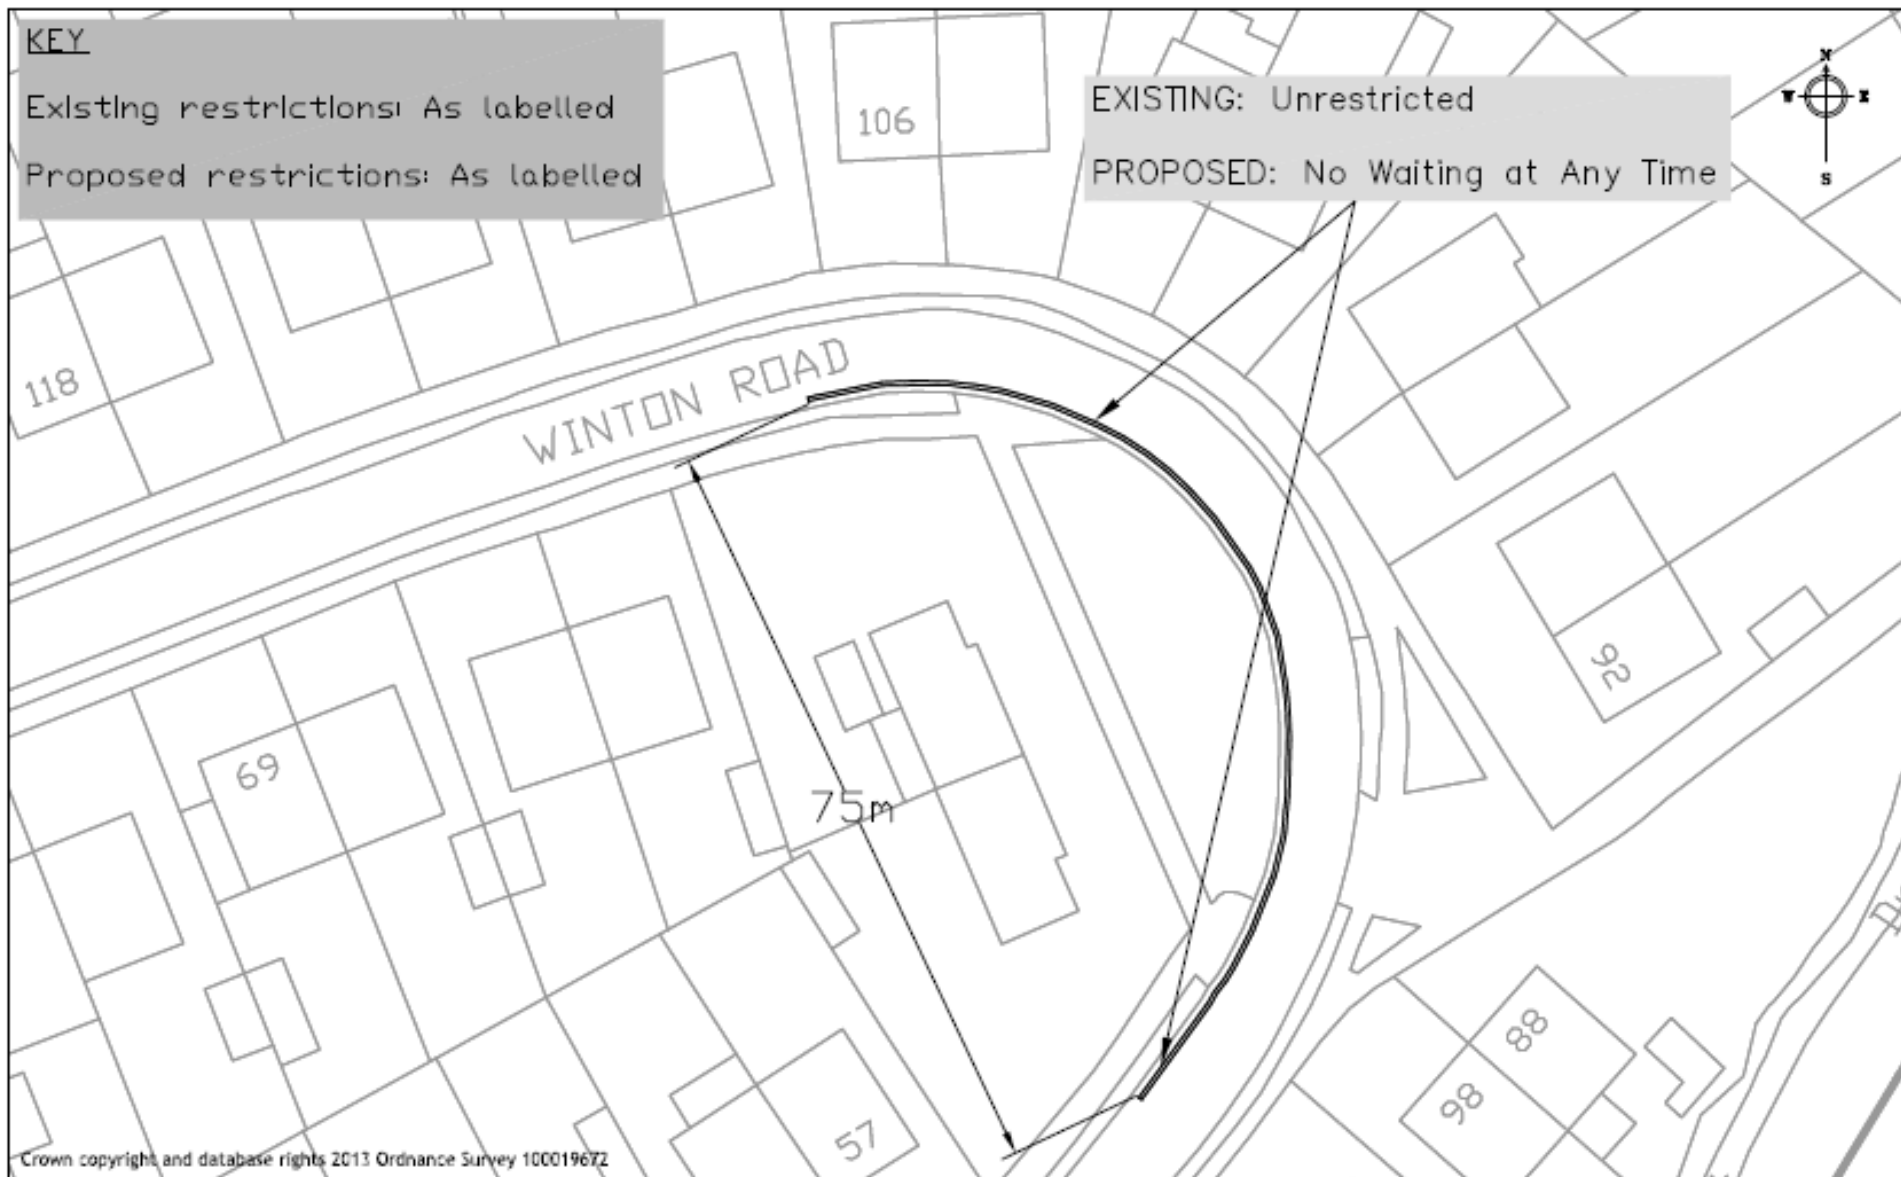 KEY
Existing restrictions: As labelled
Proposed restrictions: As labelled
EXISTING: Unrestricted
PROPOSED: No Waiting at Any Time
N
W E
S
106
118
WINTON ROAD
92
69
75m
88
86
57
Crown copyright and database rights 2013 Ordnance Survey 100019672